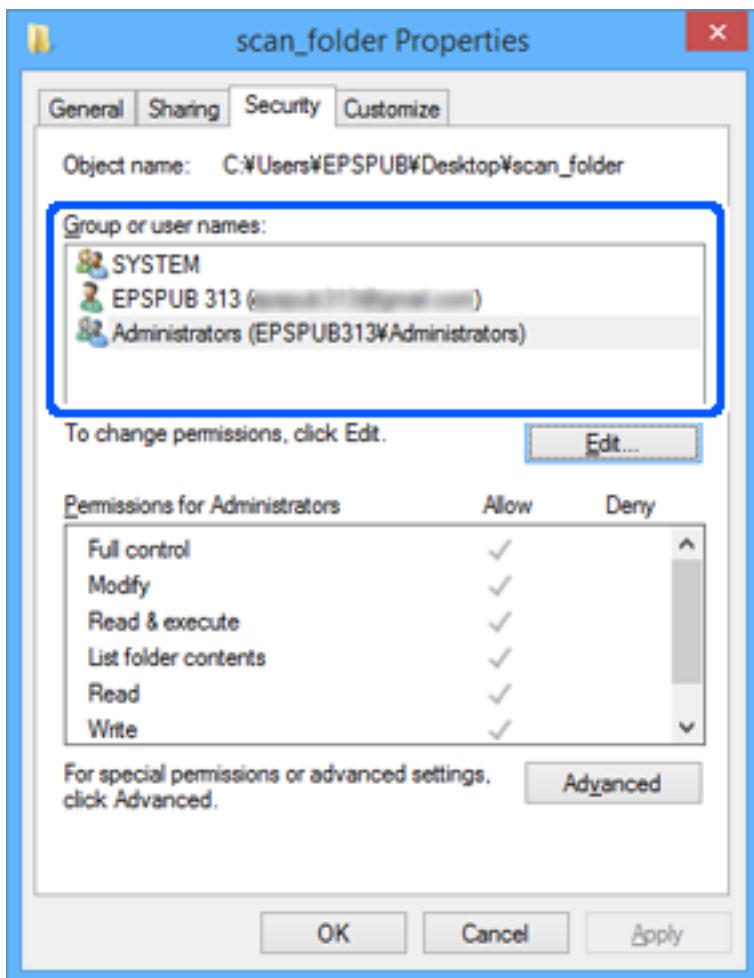 scan_folder Properties
General Sharing Security Customize
Object name: C:¥Users¥EPSPUB¥Desktop¥scan_folder
Group or user names:
SYSTEM
EPSPUB 313 ( )
Administrators (EPSPUB313¥Administrators)
To change permissions, click Edit.
Edit...
Permissions for Administrators Allow Deny
Full control
Modify
Read & execute
List folder contents
Read
Write
For special permissions or advanced settings,
click Advanced.
Advanced
OK Cancel Apply